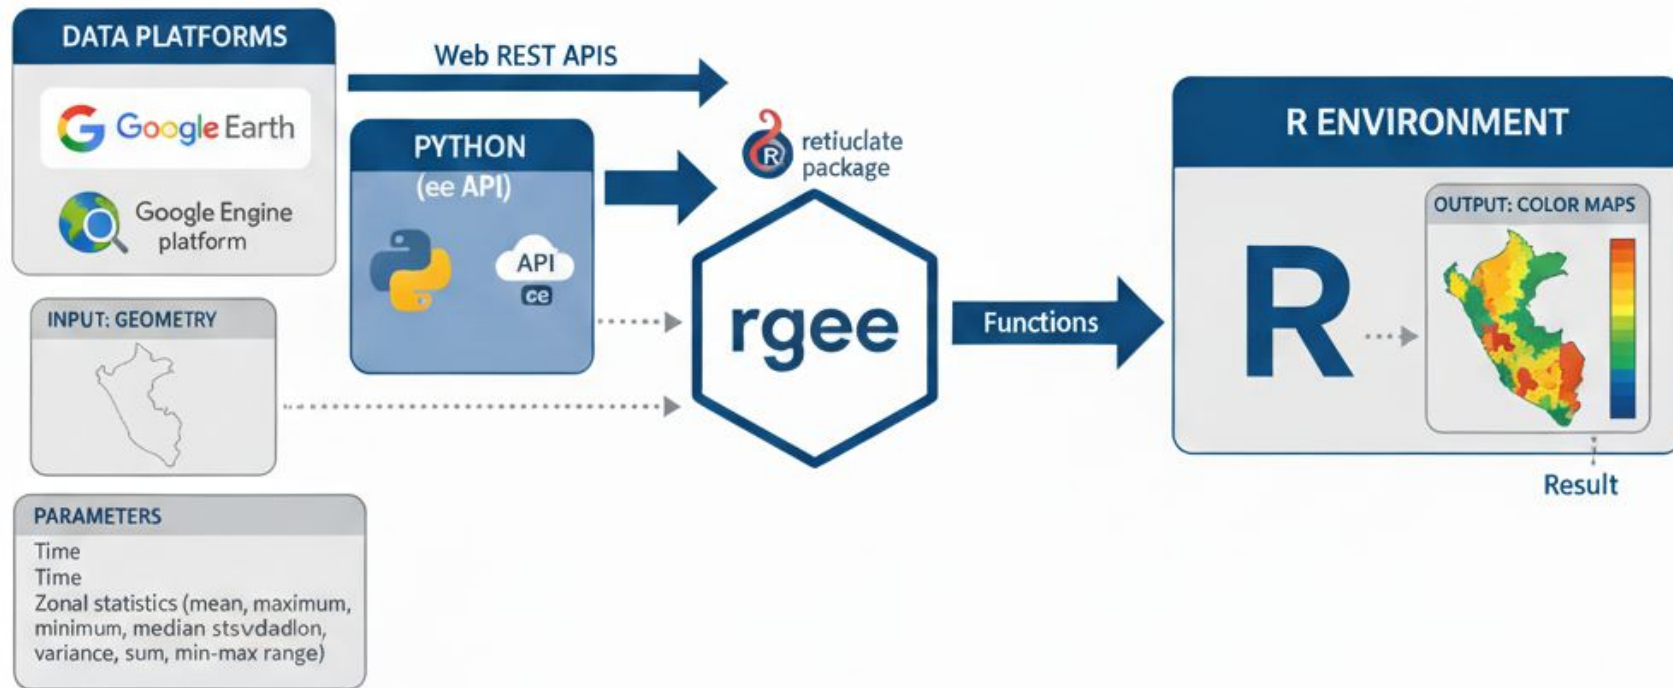 DATA PLATFORMS
Google Earth
Google Engine
platform
Web REST APIS
PYTHON
(ee API)
API
ce
R
retiuclate
package
INPUT: GEOMETRY
rgee
Functions
R ENVIRONMENT
R
OUTPUT: COLOR MAPS
Result
PARAMETERS
Time
Time
Zonal statistics (mean, maximum,
minimum, median stsvdadlon,
variance, sum, min-max range)